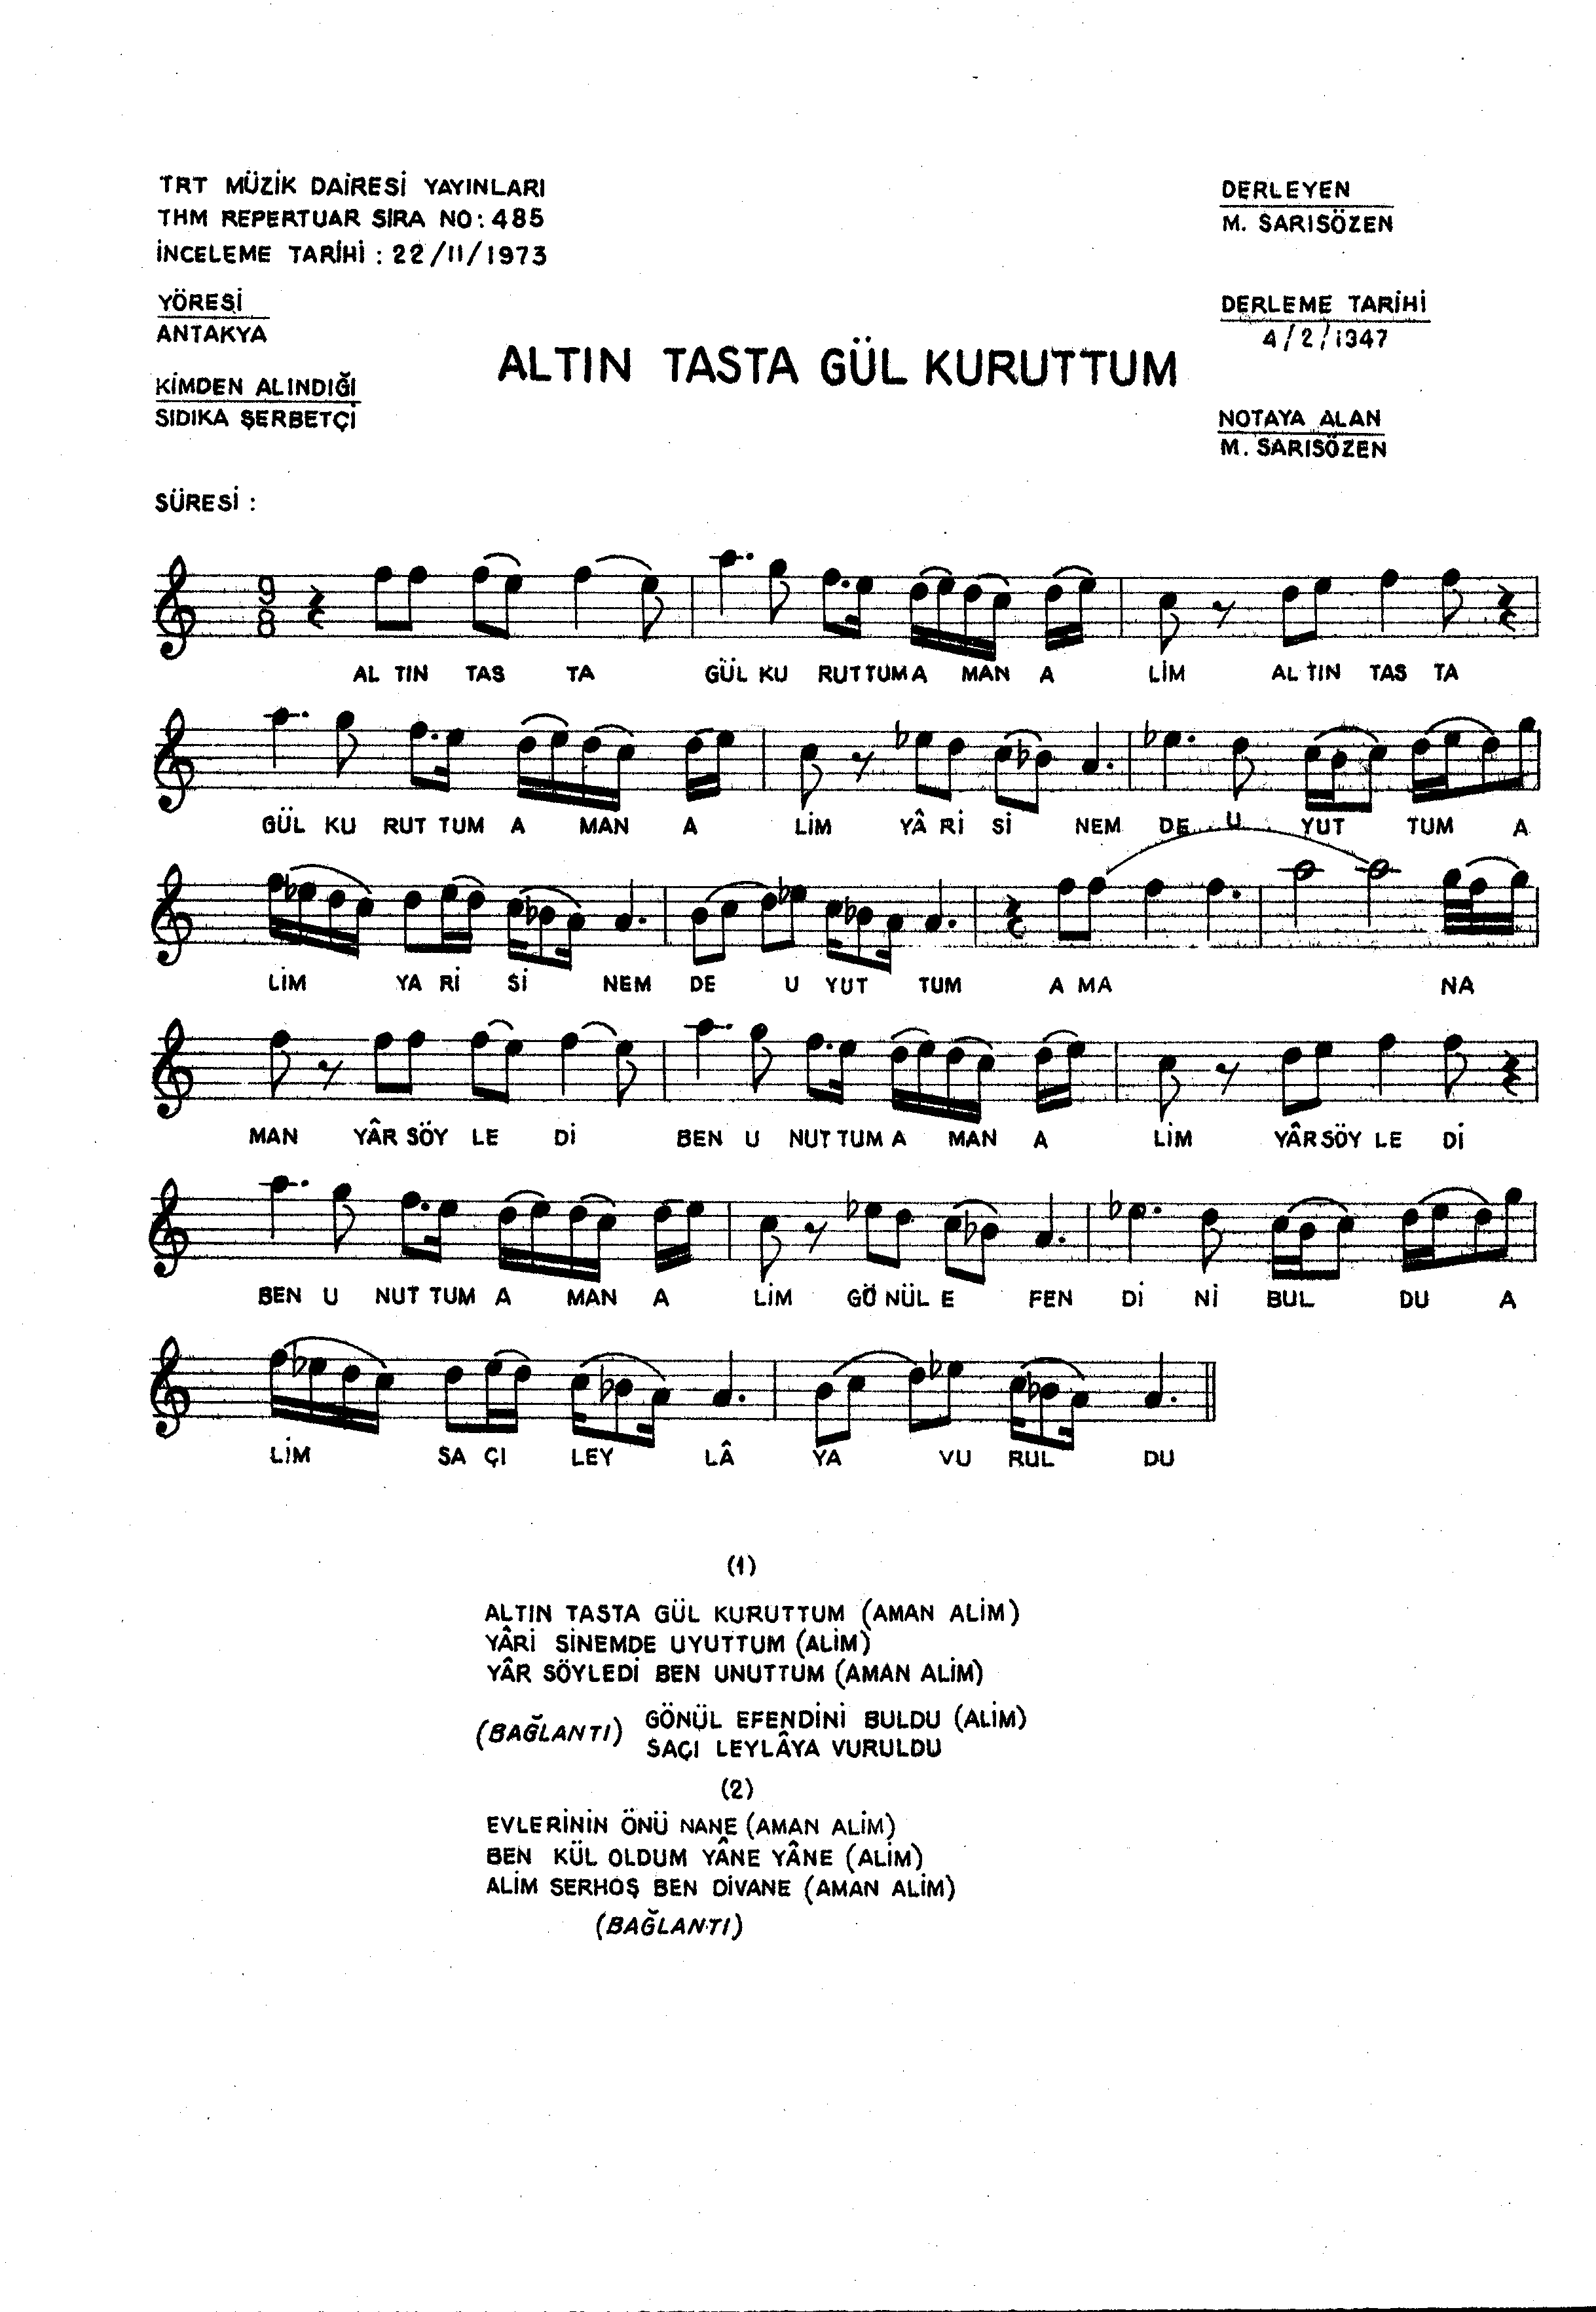 TRT MÜZİK DAİRESİ YAYINLARI
THM REPERTUAR SIRA NO: 485
İNCELEME TARİHİ : 22/11/1973
DERLEYEN
M. SARISÖZEN
YÖRESİ
ANTAKYA
DERLEME TARİHİ
4/2/1947
ALTIN TASTA GÜL KURUTTUM
KİMDEN ALINDIĞI
SIDIKA ŞERBETÇİ
NOTAYA ALAN
M. SARISÖZEN
SÜRESİ :
9
8
AL TIN TAS TA GÜL KU RUT TUM A MAN A LİM AL TIN TAS TA
GÜL KU RUT TUM A MAN A LİM YÂ Rİ Sİ NEM DE U YUT TUM A
LİM YA Rİ Sİ NEM DE U YUT TUM A MA NA
MAN YÂR SÖY LE Dİ BEN U NUT TUM A MAN A LİM YÂR SÖY LE Dİ
BEN U NUT TUM A MAN A LİM GÖ NÜL E FEN Dİ Nİ BUL DU A
LİM SA ÇI LEY LÂ YA VU RUL DU
(1)
ALTIN TASTA GÜL KURUTTUM (AMAN ALİM)
YÂRİ SİNEMDE UYUTTUM (ALİM)
YÂR SÖYLEDİ BEN UNUTTUM (AMAN ALİM)
(BAĞLANTI) GÖNÜL EFENDİNİ BULDU (ALİM)
SAÇI LEYLÂYA VURULDU
(2)
EVLERİNİN ÖNÜ NANE (AMAN ALİM)
BEN KÜL OLDUM YÂNE YÂNE (ALİM)
ALİM SERHOŞ BEN DİVANE (AMAN ALİM)
(BAĞLANTI)